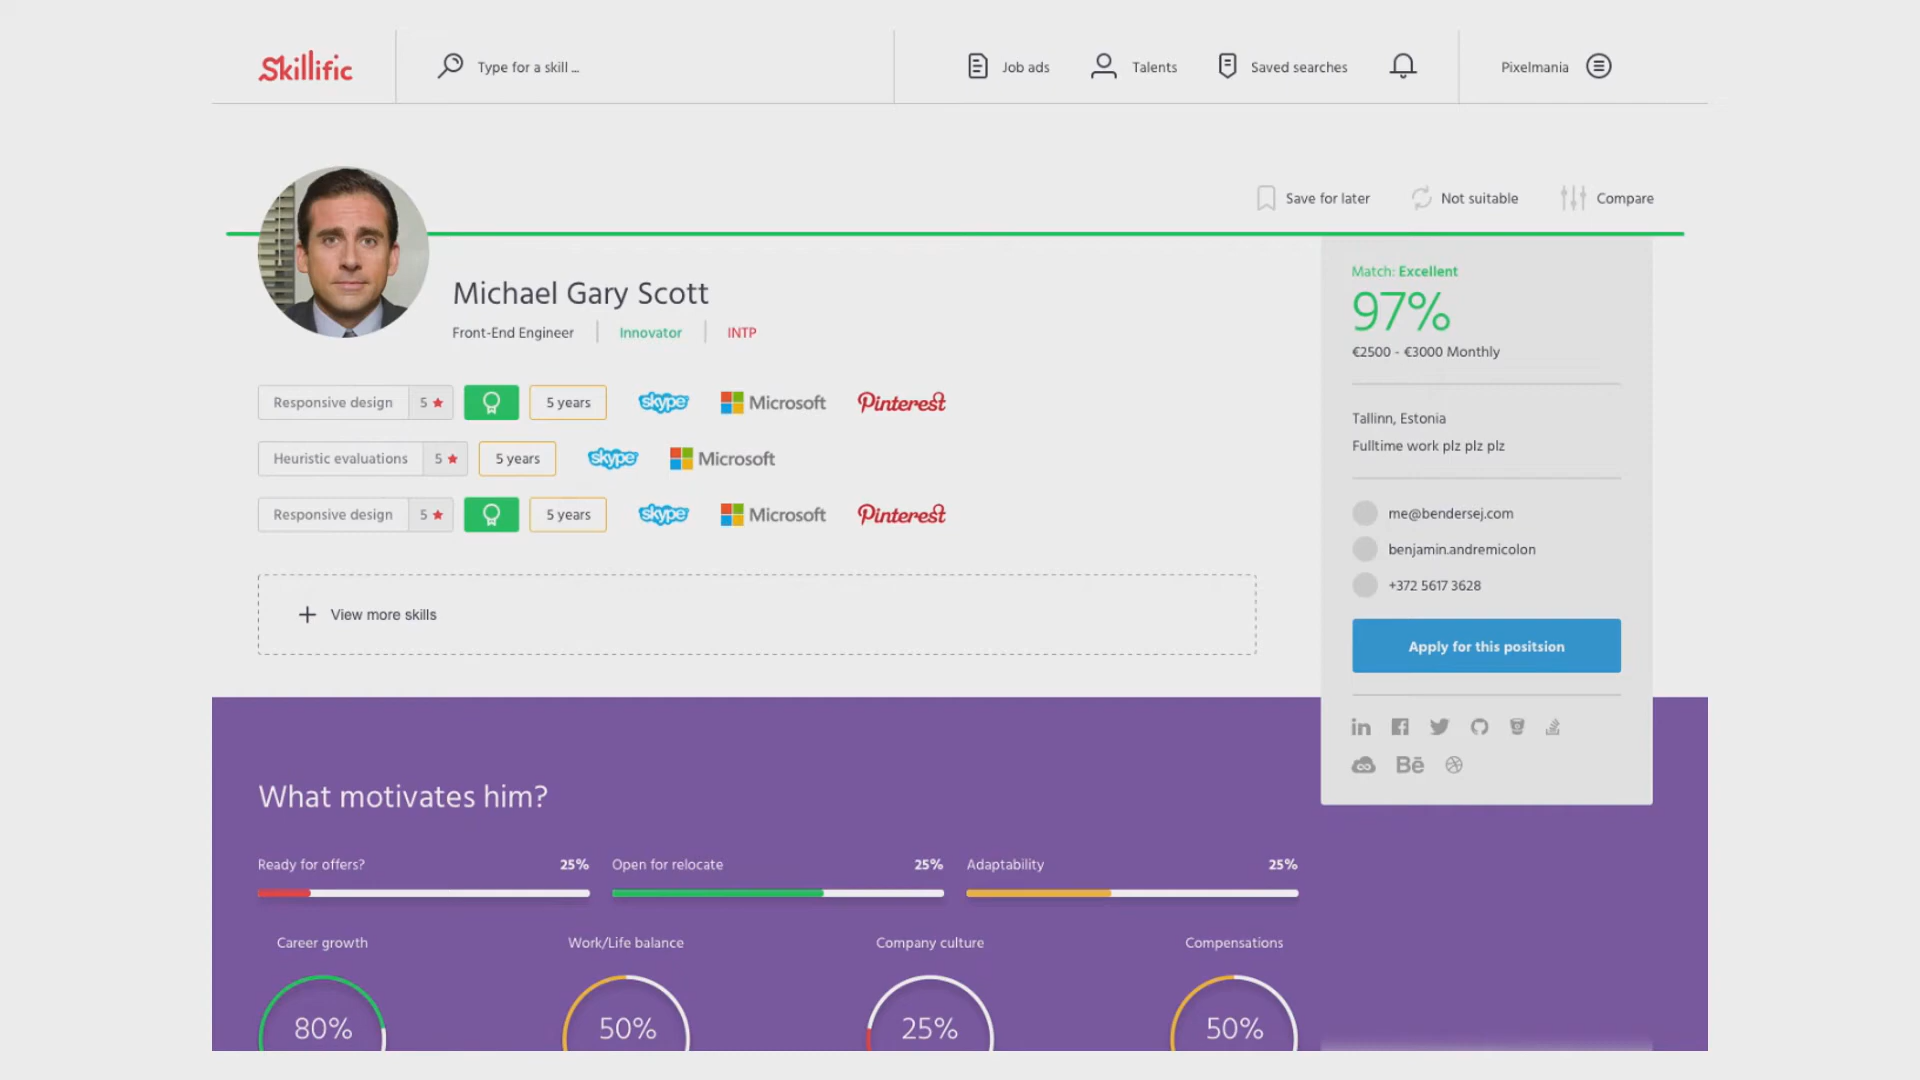 Skillific
Type for a skill ...
Job ads
Talents
Saved searches
Pixelmania
Save for later
Not suitable
Compare
Michael Gary Scott
Front-End Engineer
Innovator
INTP
Responsive design 5
5 years
skype
Microsoft
Pinterest
Heuristic evaluations 5
5 years
skype
Microsoft
Responsive design 5
5 years
skype
Microsoft
Pinterest
View more skills
Match: Excellent
97%
€2500 - €3000 Monthly
Tallinn, Estonia
Fulltime work plz plz plz
me@bendersej.com
benjamin.andremicolon
+372 5617 3628
Apply for this positsion
in
Bē
What motivates him?
Ready for offers? 25%
Open for relocate 25%
Adaptability 25%
Career growth
Work/Life balance
Company culture
Compensations
80%
50%
25%
50%